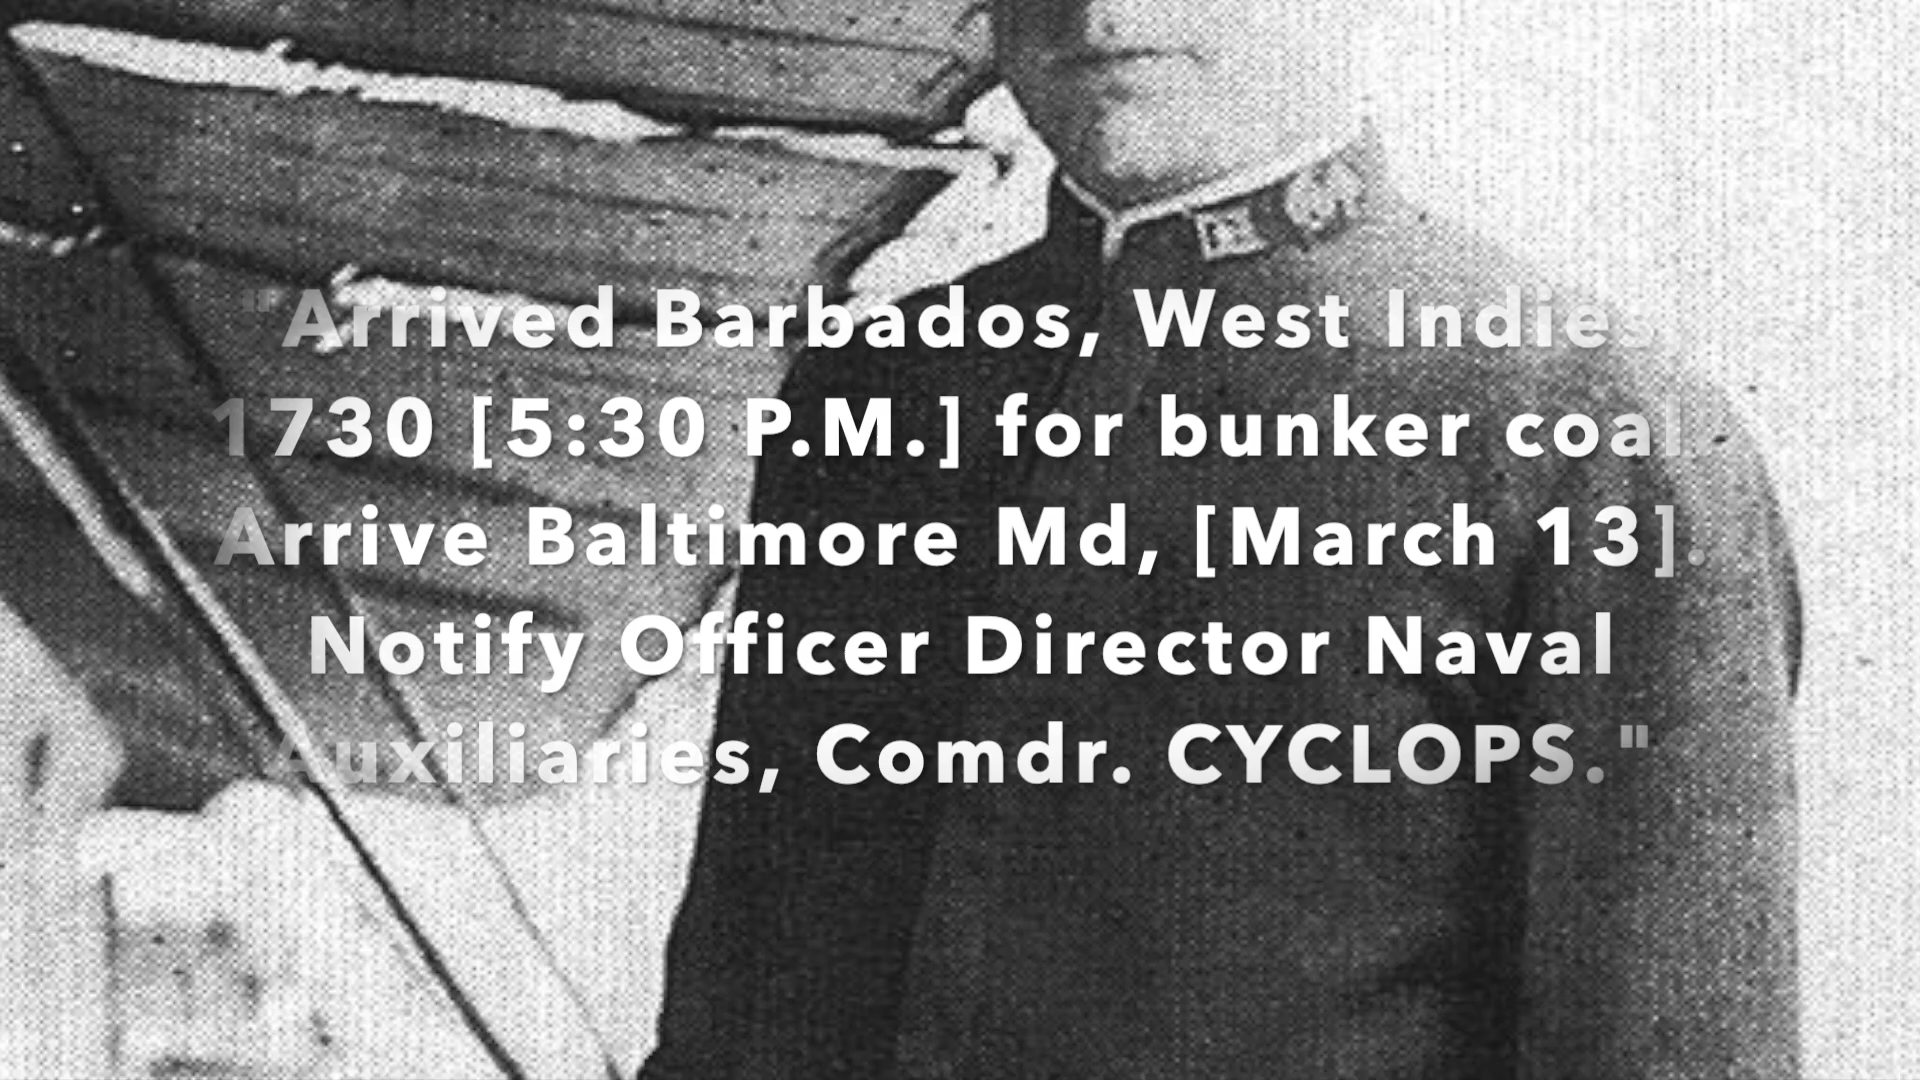 "Arrived Barbados, West Indies,
1730 [5:30 P.M.] for bunker coal.
Arrive Baltimore Md, [March 13].
Notify Officer Director Naval
Auxiliaries, Comdr. CYCLOPS."